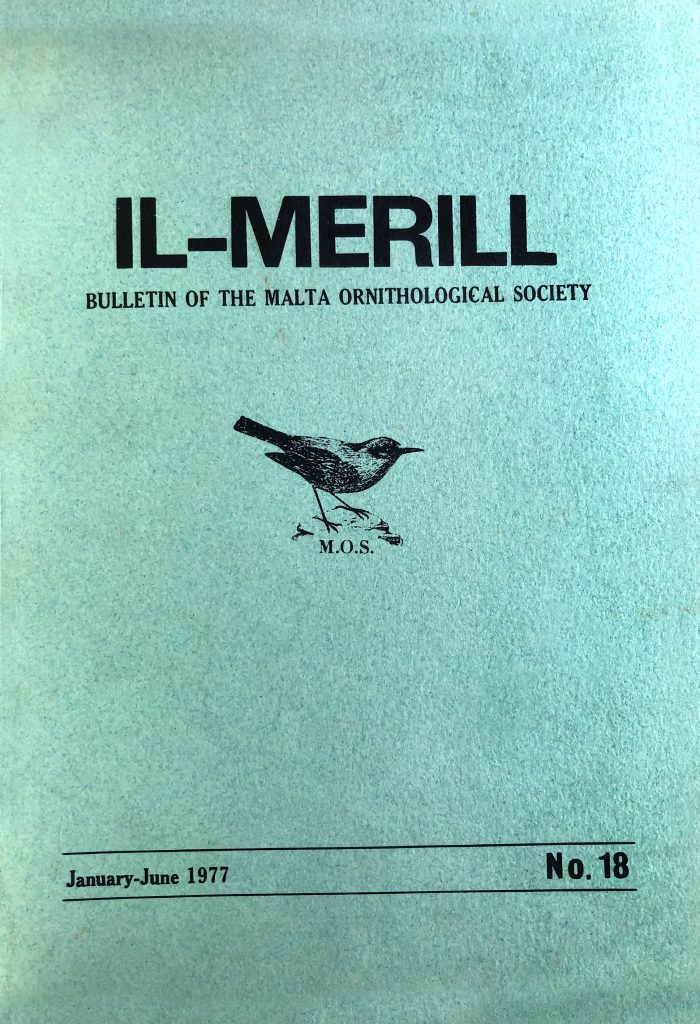 IL-MERILL
BULLETIN OF THE MALTA ORNITHOLOGICAL SOCIETY
M.O.S.
January-June 1977
No. 18